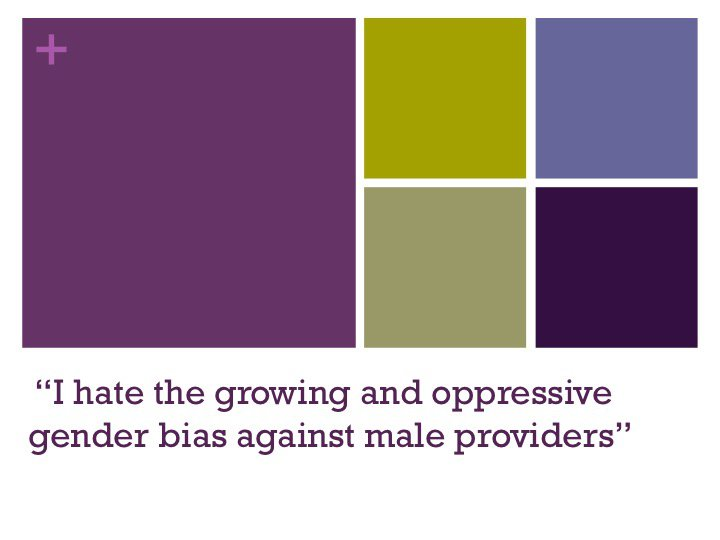 +
“I hate the growing and oppressive
gender bias against male providers”